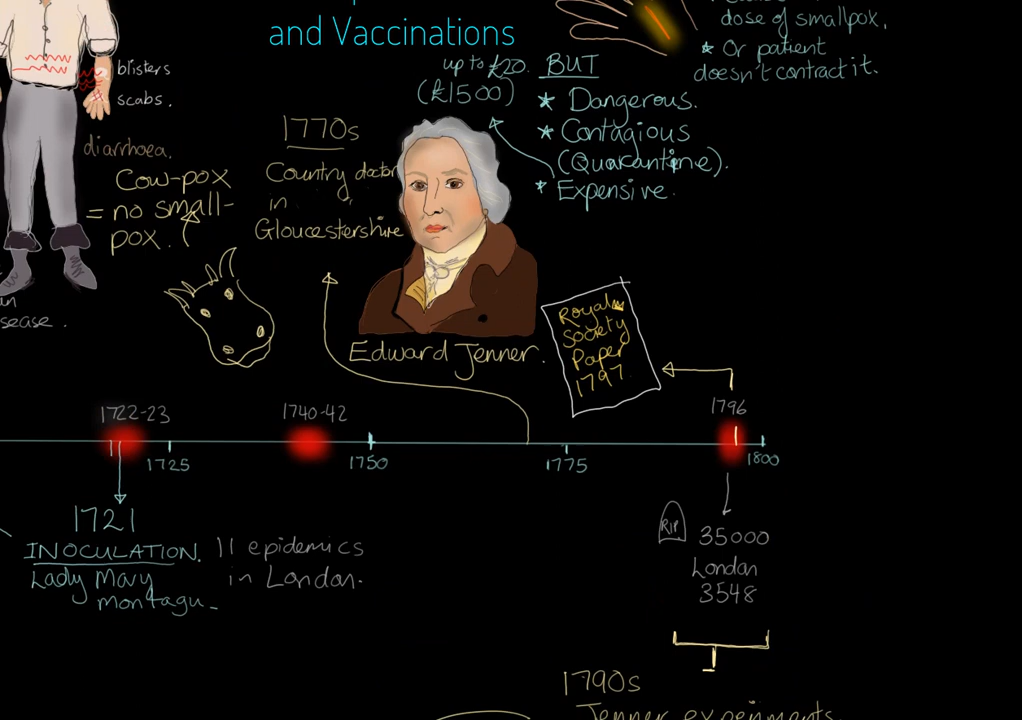 and Vaccinations
dose of smallpox.
* Or patient
doesn't contract it.
up to £20.
(£1500)
BUT
* Dangerous.
* Contagious
(Quarantine).
* Expensive.
blisters
scabs.
diarrhoea.
Cow-pox
= no small-
pox.
1770s
Country doctor
in
Gloucestershire
Edward Jenner.
Royal
Society
Paper
1797.
sease.
1722-23
1740-42
1796
1725
1750
1775
1800
1721
INOCULATION.
Lady Mary
montagu
11 epidemics
in London.
RIP
35000
London
3548
1790s
Jenner experiments